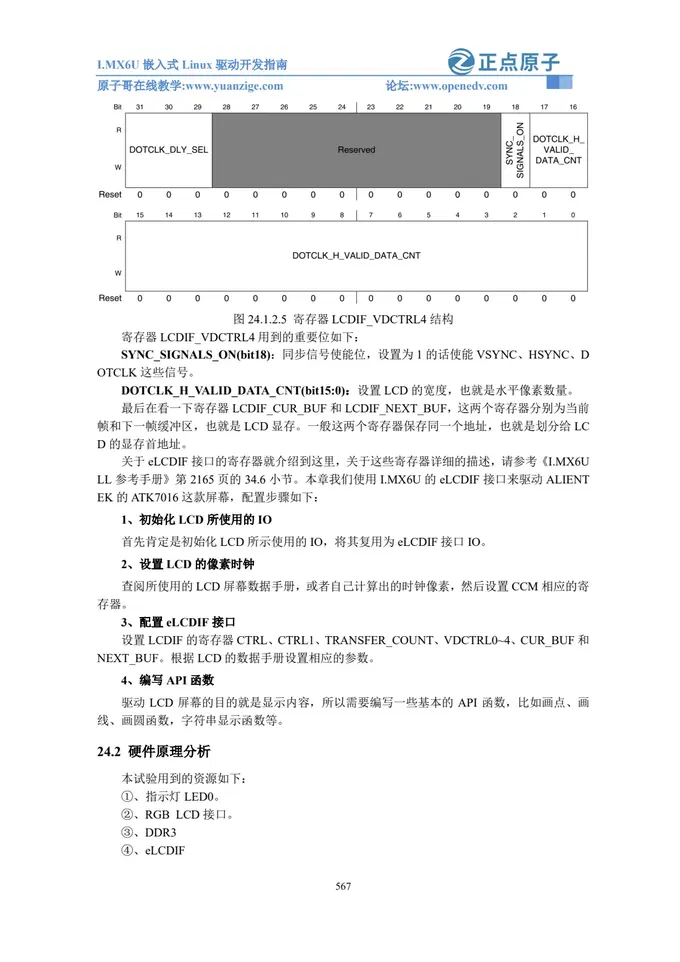 I.MX6U 嵌入式 Linux 驱动开发指南
正点原子
原子哥在线教学:www.yuanzige.com 论坛:www.openedv.com
Bit 31 30 29 28 27 26 25 24 23 22 21 20 19 18 17 16
R
W
DOTCLK_DLY_SEL
Reserved
SYNC_
SIGNALS_ON
DOTCLK_H_
VALID_
DATA_CNT
Reset 0 0 0 0 0 0 0 0 0 0 0 0 0 0 0 0
Bit 15 14 13 12 11 10 9 8 7 6 5 4 3 2 1 0
R
W
DOTCLK_H_VALID_DATA_CNT
Reset 0 0 0 0 0 0 0 0 0 0 0 0 0 0 0 0
图 24.1.2.5 寄存器 LCDIF_VDCTRL4 结构
寄存器 LCDIF_VDCTRL4 用到的重要位如下：
SYNC_SIGNALS_ON(bit18)：同步信号使能位，设置为 1 的话使能 VSYNC、HSYNC、D
OTCLK 这些信号。
DOTCLK_H_VALID_DATA_CNT(bit15:0)：设置 LCD 的宽度，也就是水平像素数量。
最后在看一下寄存器 LCDIF_CUR_BUF 和 LCDIF_NEXT_BUF，这两个寄存器分别为当前
帧和下一帧缓冲区，也就是 LCD 显存。一般这两个寄存器保存同一个地址，也就是划分给 LC
D 的显存首地址。
关于 eLCDIF 接口的寄存器就介绍到这里，关于这些寄存器详细的描述，请参考《I.MX6U
LL 参考手册》第 2165 页的 34.6 小节。本章我们使用 I.MX6U 的 eLCDIF 接口来驱动 ALIENT
EK 的 ATK7016 这款屏幕，配置步骤如下：
1、初始化 LCD 所使用的 IO
首先肯定是初始化 LCD 所示使用的 IO，将其复用为 eLCDIF 接口 IO。
2、设置 LCD 的像素时钟
查阅所使用的 LCD 屏幕数据手册，或者自己计算出的时钟像素，然后设置 CCM 相应的寄
存器。
3、配置 eLCDIF 接口
设置 LCDIF 的寄存器 CTRL、CTRL1、TRANSFER_COUNT、VDCTRL0~4、CUR_BUF 和
NEXT_BUF。根据 LCD 的数据手册设置相应的参数。
4、编写 API 函数
驱动 LCD 屏幕的目的就是显示内容，所以需要编写一些基本的 API 函数，比如画点、画
线、画圆函数，字符串显示函数等。
24.2 硬件原理分析
本试验用到的资源如下：
①、指示灯 LED0。
②、RGB LCD 接口。
③、DDR3
④、eLCDIF
567